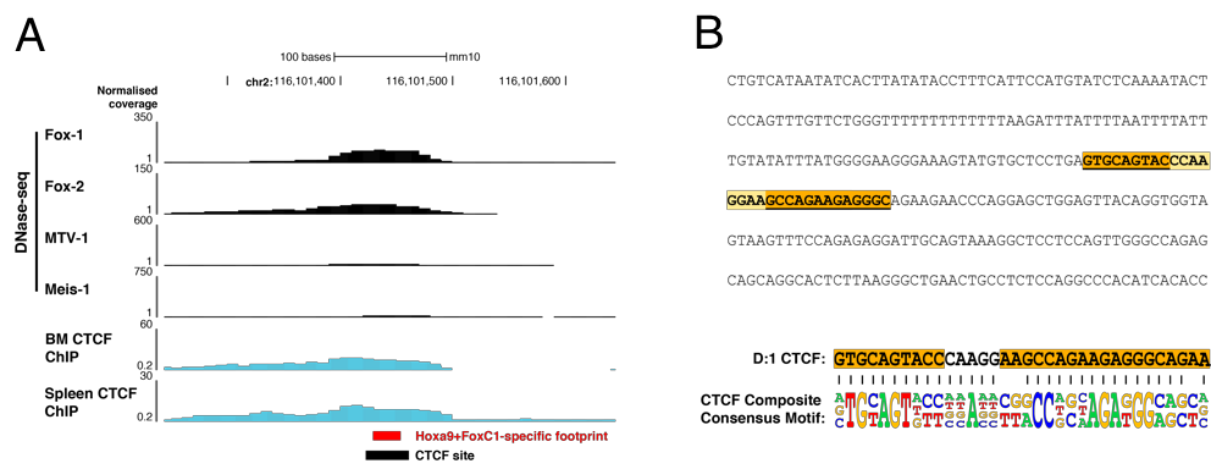 A
B
100 bases
mm10
chr2:
116,101,400
116,101,500
116,101,600
Normalised coverage
DNase-seq
Fox-1
350
1
Fox-2
150
1
MTV-1
600
1
Meis-1
750
1
BM CTCF ChIP
60
0.2
Spleen CTCF ChIP
30
0.2
Hoxa9+FoxC1-specific footprint
CTCF site
CTGTCATAATATCACTTATATACCTTTCATTCCATGTATCTCAAAATACT
CCCAGTTTGTTCTGGGTTTTTTTTTTTTTAAGATTTATTTTAATTTTATT
TGTATATTTATGGGGAAGGGAAAGTATGTGCTCCTGAGTGCAGTACCCAA
GGAAGCCAGAAGAGGGCAGAAGAACCCAGGAGCTGGAGTTACAGGTGGTA
GTAAGTTTCCAGAGAGGATTGCAGTAAAGGCTCCTCCAGTTGGGCCAGAG
CAGCAGGCACTCTTAAGGGCTGAACTGCCTCTCCAGGCCCACATCACACC
D:1 CTCF: GTGCAGTACCCAAGGAAGCCAGAAGAGGGCAGAA
CTCF Composite
Consensus Motif: